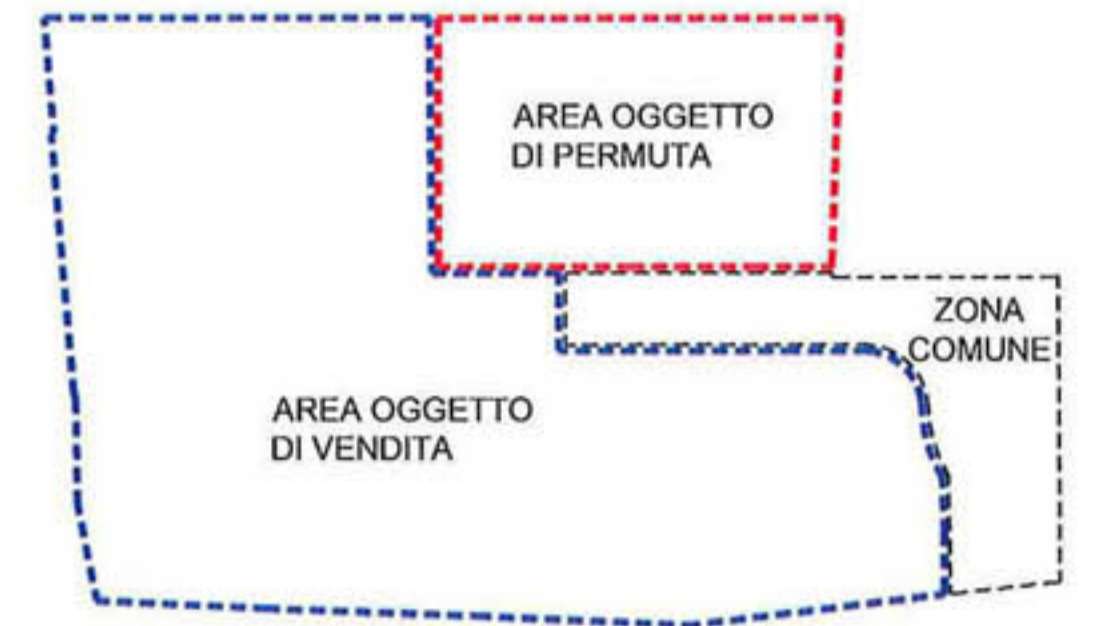 AREA OGGETTO
DI PERMUTA
ZONA
COMUNE
AREA OGGETTO
DI VENDITA